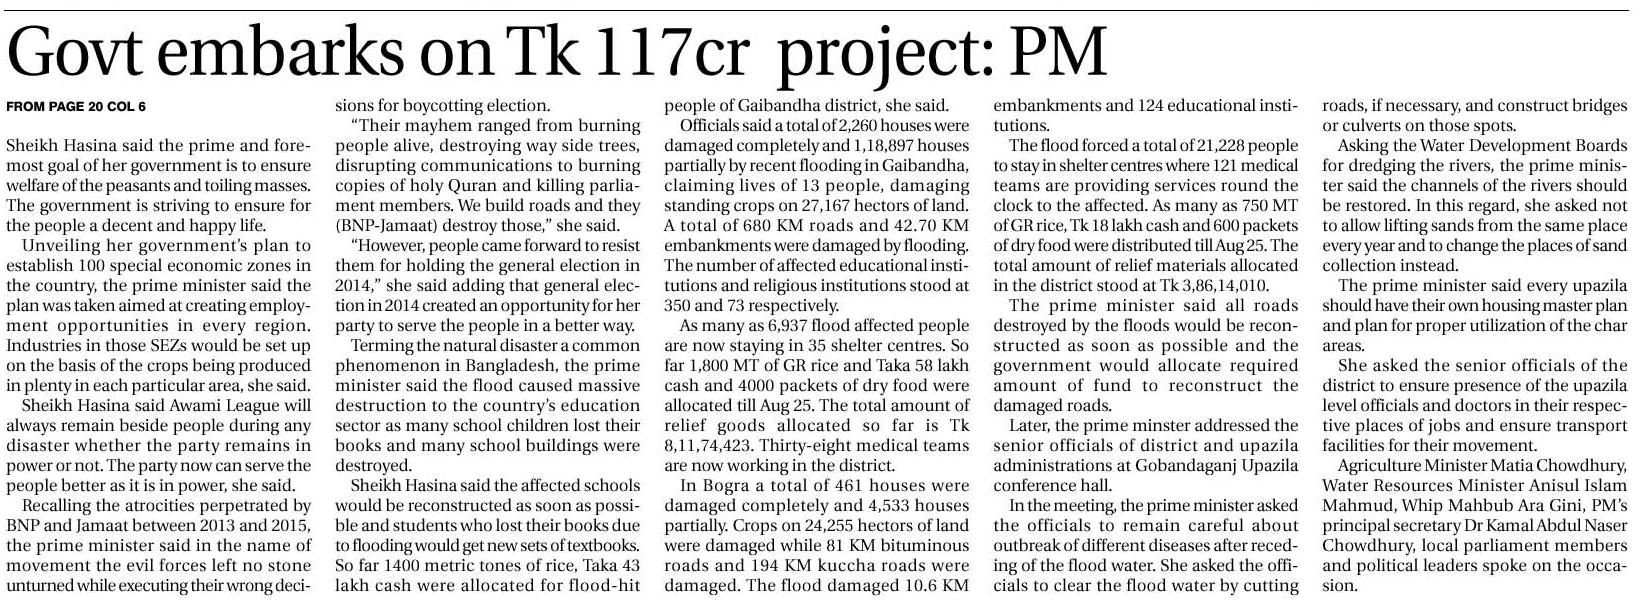 Govt embarks on Tk 117cr project: PM
FROM PAGE 20 COL 6
Sheikh Hasina said the prime and fore-
most goal of her government is to ensure
welfare of the peasants and toiling masses.
The government is striving to ensure for
the people a decent and happy life.
Unveiling her government's plan to
establish 100 special economic zones in
the country, the prime minister said the
plan was taken aimed at creating employ-
ment opportunities in every region.
Industries in those SEZs would be set up
on the basis of the crops being produced
in plenty in each particular area, she said.
Sheikh Hasina said Awami League will
always remain beside people during any
disaster whether the party remains in
power or not. The party now can serve the
people better as it is in power, she said.
Recalling the atrocities perpetrated by
BNP and Jamaat between 2013 and 2015,
the prime minister said in the name of
movement the evil forces left no stone
unturned while executing their wrong deci-
sions for boycotting election.
“Their mayhem ranged from burning
people alive, destroying way side trees,
disrupting communications to burning
copies of holy Quran and killing parlia-
ment members. We build roads and they
(BNP-Jamaat) destroy those,” she said.
“However, people came forward to resist
them for holding the general election in
2014,” she said adding that general elec-
tion in 2014 created an opportunity for her
party to serve the people in a better way.
Terming the natural disaster a common
phenomenon in Bangladesh, the prime
minister said the flood caused massive
destruction to the country's education
sector as many school children lost their
books and many school buildings were
destroyed.
Sheikh Hasina said the affected schools
would be reconstructed as soon as possi-
ble and students who lost their books due
to flooding would get new sets of textbooks.
So far 1400 metric tones of rice, Taka 43
lakh cash were allocated for flood-hit
people of Gaibandha district, she said.
Officials said a total of 2,260 houses were
damaged completely and 1,18,897 houses
partially by recent flooding in Gaibandha,
claiming lives of 13 people, damaging
standing crops on 27,167 hectors of land.
A total of 680 KM roads and 42.70 KM
embankments were damaged by flooding.
The number of affected educational insti-
tutions and religious institutions stood at
350 and 73 respectively.
As many as 6,937 flood affected people
are now staying in 35 shelter centres. So
far 1,800 MT of GR rice and Taka 58 lakh
cash and 4000 packets of dry food were
allocated till Aug 25. The total amount of
relief goods allocated so far is Tk
8,11,74,423. Thirty-eight medical teams
are now working in the district.
In Bogra a total of 461 houses were
damaged completely and 4,533 houses
partially. Crops on 24,255 hectors of land
were damaged while 81 KM bituminous
roads and 194 KM kuccha roads were
damaged. The flood damaged 10.6 KM
embankments and 124 educational insti-
tutions.
The flood forced a total of 21,228 people
to stay in shelter centres where 121 medical
teams are providing services round the
clock to the affected. As many as 750 MT
of GR rice, Tk 18 lakh cash and 600 packets
of dry food were distributed till Aug 25. The
total amount of relief materials allocated
in the district stood at Tk 3,86,14,010.
The prime minister said all roads
destroyed by the floods would be recon-
structed as soon as possible and the
government would allocate required
amount of fund to reconstruct the
damaged roads.
Later, the prime minster addressed the
senior officials of district and upazila
administrations at Gobandaganj Upazila
conference hall.
In the meeting, the prime minister asked
the officials to remain careful about
outbreak of different diseases after reced-
ing of the flood water. She asked the offi-
cials to clear the flood water by cutting
roads, if necessary, and construct bridges
or culverts on those spots.
Asking the Water Development Boards
for dredging the rivers, the prime minis-
ter said the channels of the rivers should
be restored. In this regard, she asked not
to allow lifting sands from the same place
every year and to change the places of sand
collection instead.
The prime minister said every upazila
should have their own housing master plan
and plan for proper utilization of the char
areas.
She asked the senior officials of the
district to ensure presence of the upazila
level officials and doctors in their respec-
tive places of jobs and ensure transport
facilities for their movement.
Agriculture Minister Matia Chowdhury,
Water Resources Minister Anisul Islam
Mahmud, Whip Mahbub Ara Gini, PM's
principal secretary Dr Kamal Abdul Naser
Chowdhury, local parliament members
and political leaders spoke on the occa-
sion.